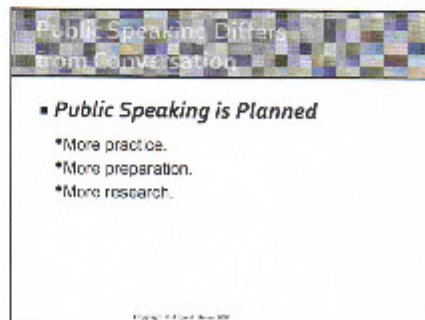 Public Speaking Differs
from Conversation
▪ Public Speaking is Planned
*More practice.
*More preparation.
*More research.